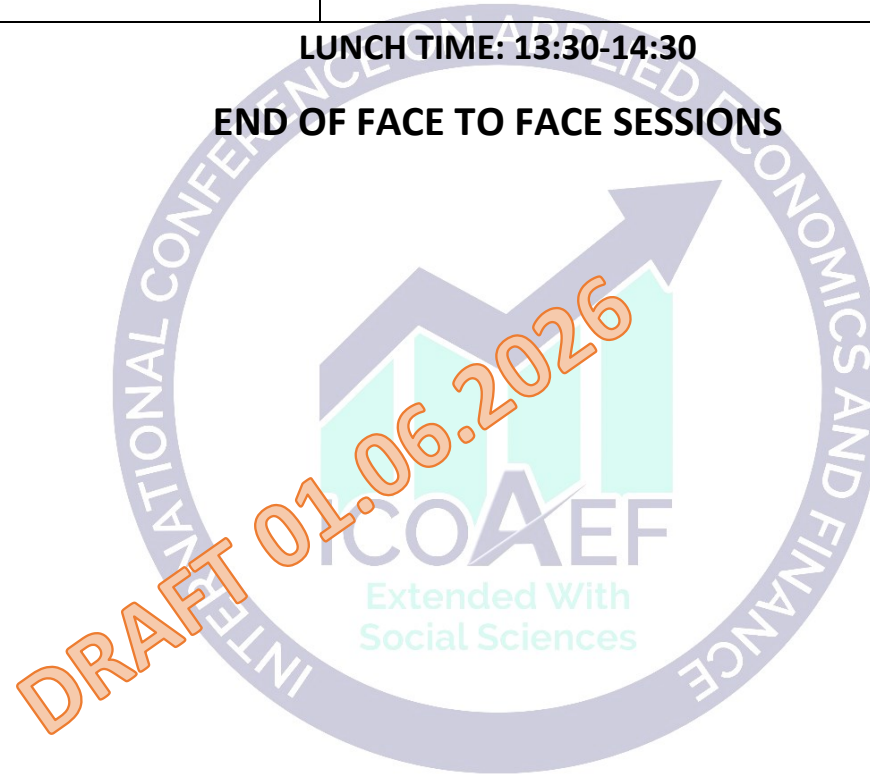 LUNCH TIME: 13:30-14:30
END OF FACE TO FACE SESSIONS
INTERNATIONAL CONFERENCE ON APPLIED ECONOMICS AND FINANCE
DRAFT 01.06.2026
ICOAEF
Extended With
Social Sciences